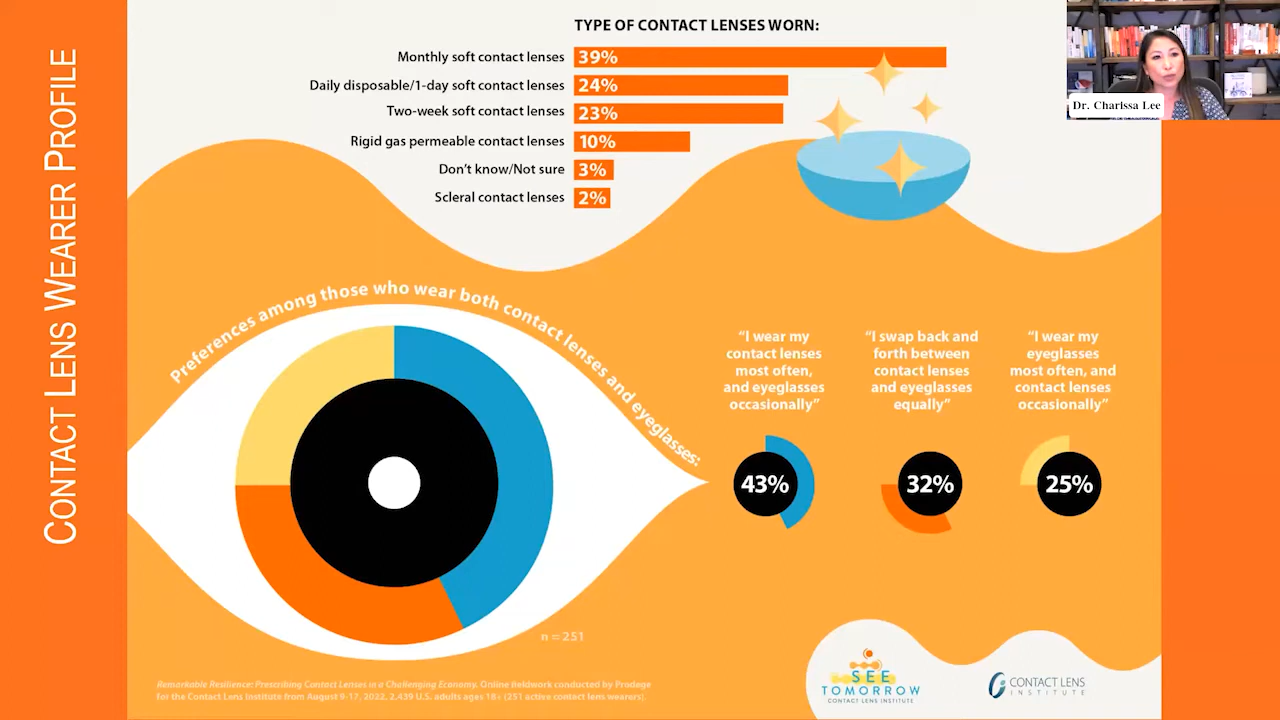 CONTACT LENS WEARER PROFILE
TYPE OF CONTACT LENSES WORN:
Monthly soft contact lenses 39%
Daily disposable/1-day soft contact lenses 24%
Two-week soft contact lenses 23%
Rigid gas permeable contact lenses 10%
Don't know/Not sure 3%
Scleral contact lenses 2%
Dr. Charissa Lee
Preferences among those who wear both contact lenses and eyeglasses:
“I wear my
contact lenses
most often,
and eyeglasses
occasionally”
43%
“I swap back and
forth between
contact lenses
and eyeglasses
equally”
32%
“I wear my
eyeglasses
most often, and
contact lenses
occasionally”
25%
n = 251
Remarkable Resilience: Prescribing Contact Lenses in a Challenging Economy. Online fieldwork conducted by Prodege
for the Contact Lens Institute from August 9-17, 2022. 2,439 U.S. adults ages 18+ (251 active contact lens wearers).
SEE
TOMORROW
CONTACT LENS INSTITUTE
CONTACT LENS
INSTITUTE